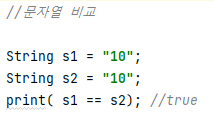 //문자열 비교
String s1 = "10";
String s2 = "10";
print( s1 == s2); //true